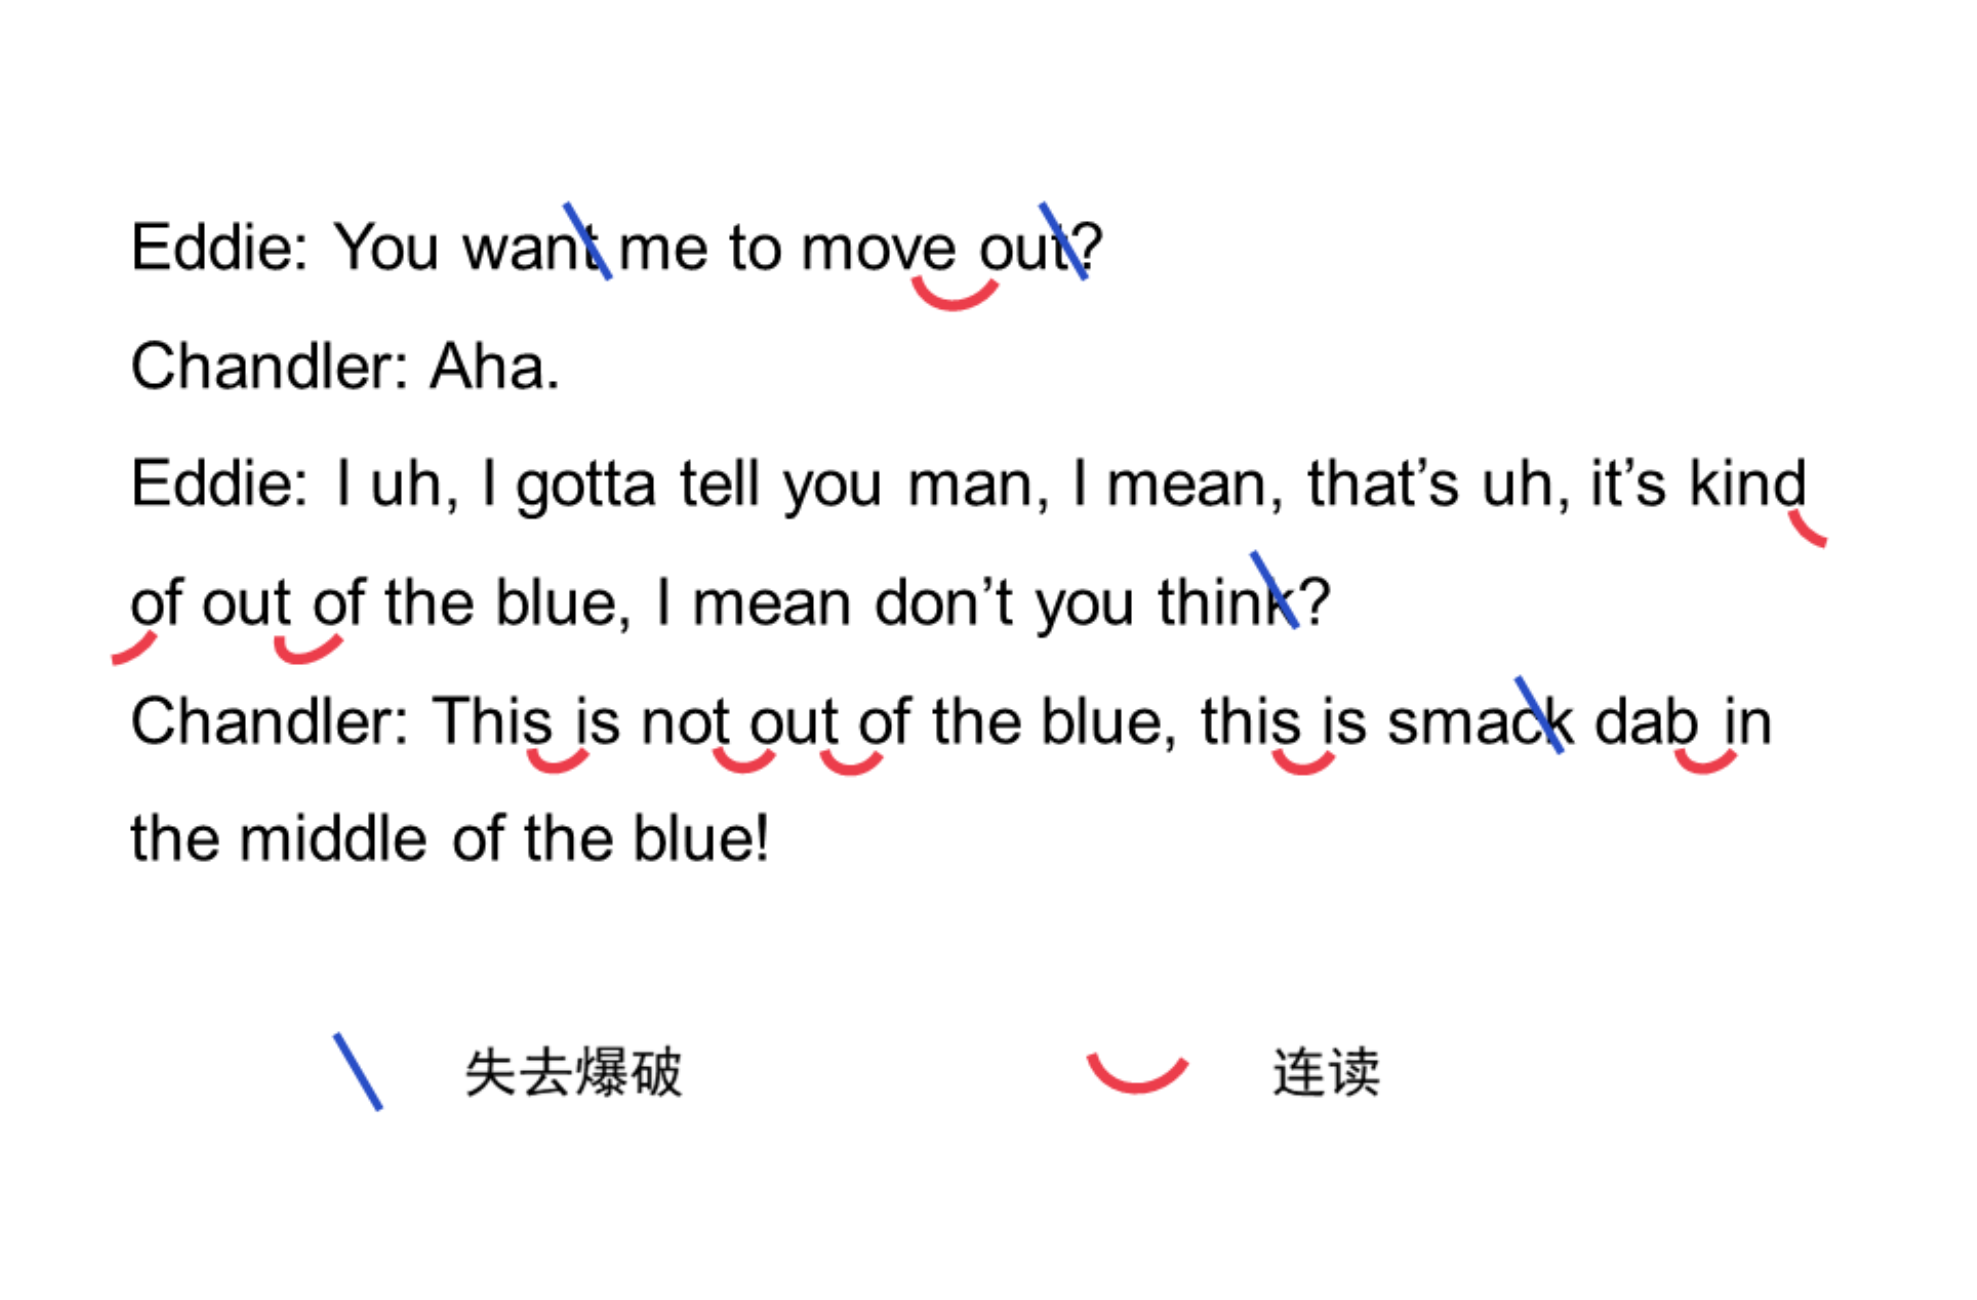 Eddie: You want me to move out?
Chandler: Aha.
Eddie: I uh, I gotta tell you man, I mean, that’s uh, it’s kind
of out of the blue, I mean don’t you think?
Chandler: This is not out of the blue, this is smack dab in
the middle of the blue!
失去爆破 连读